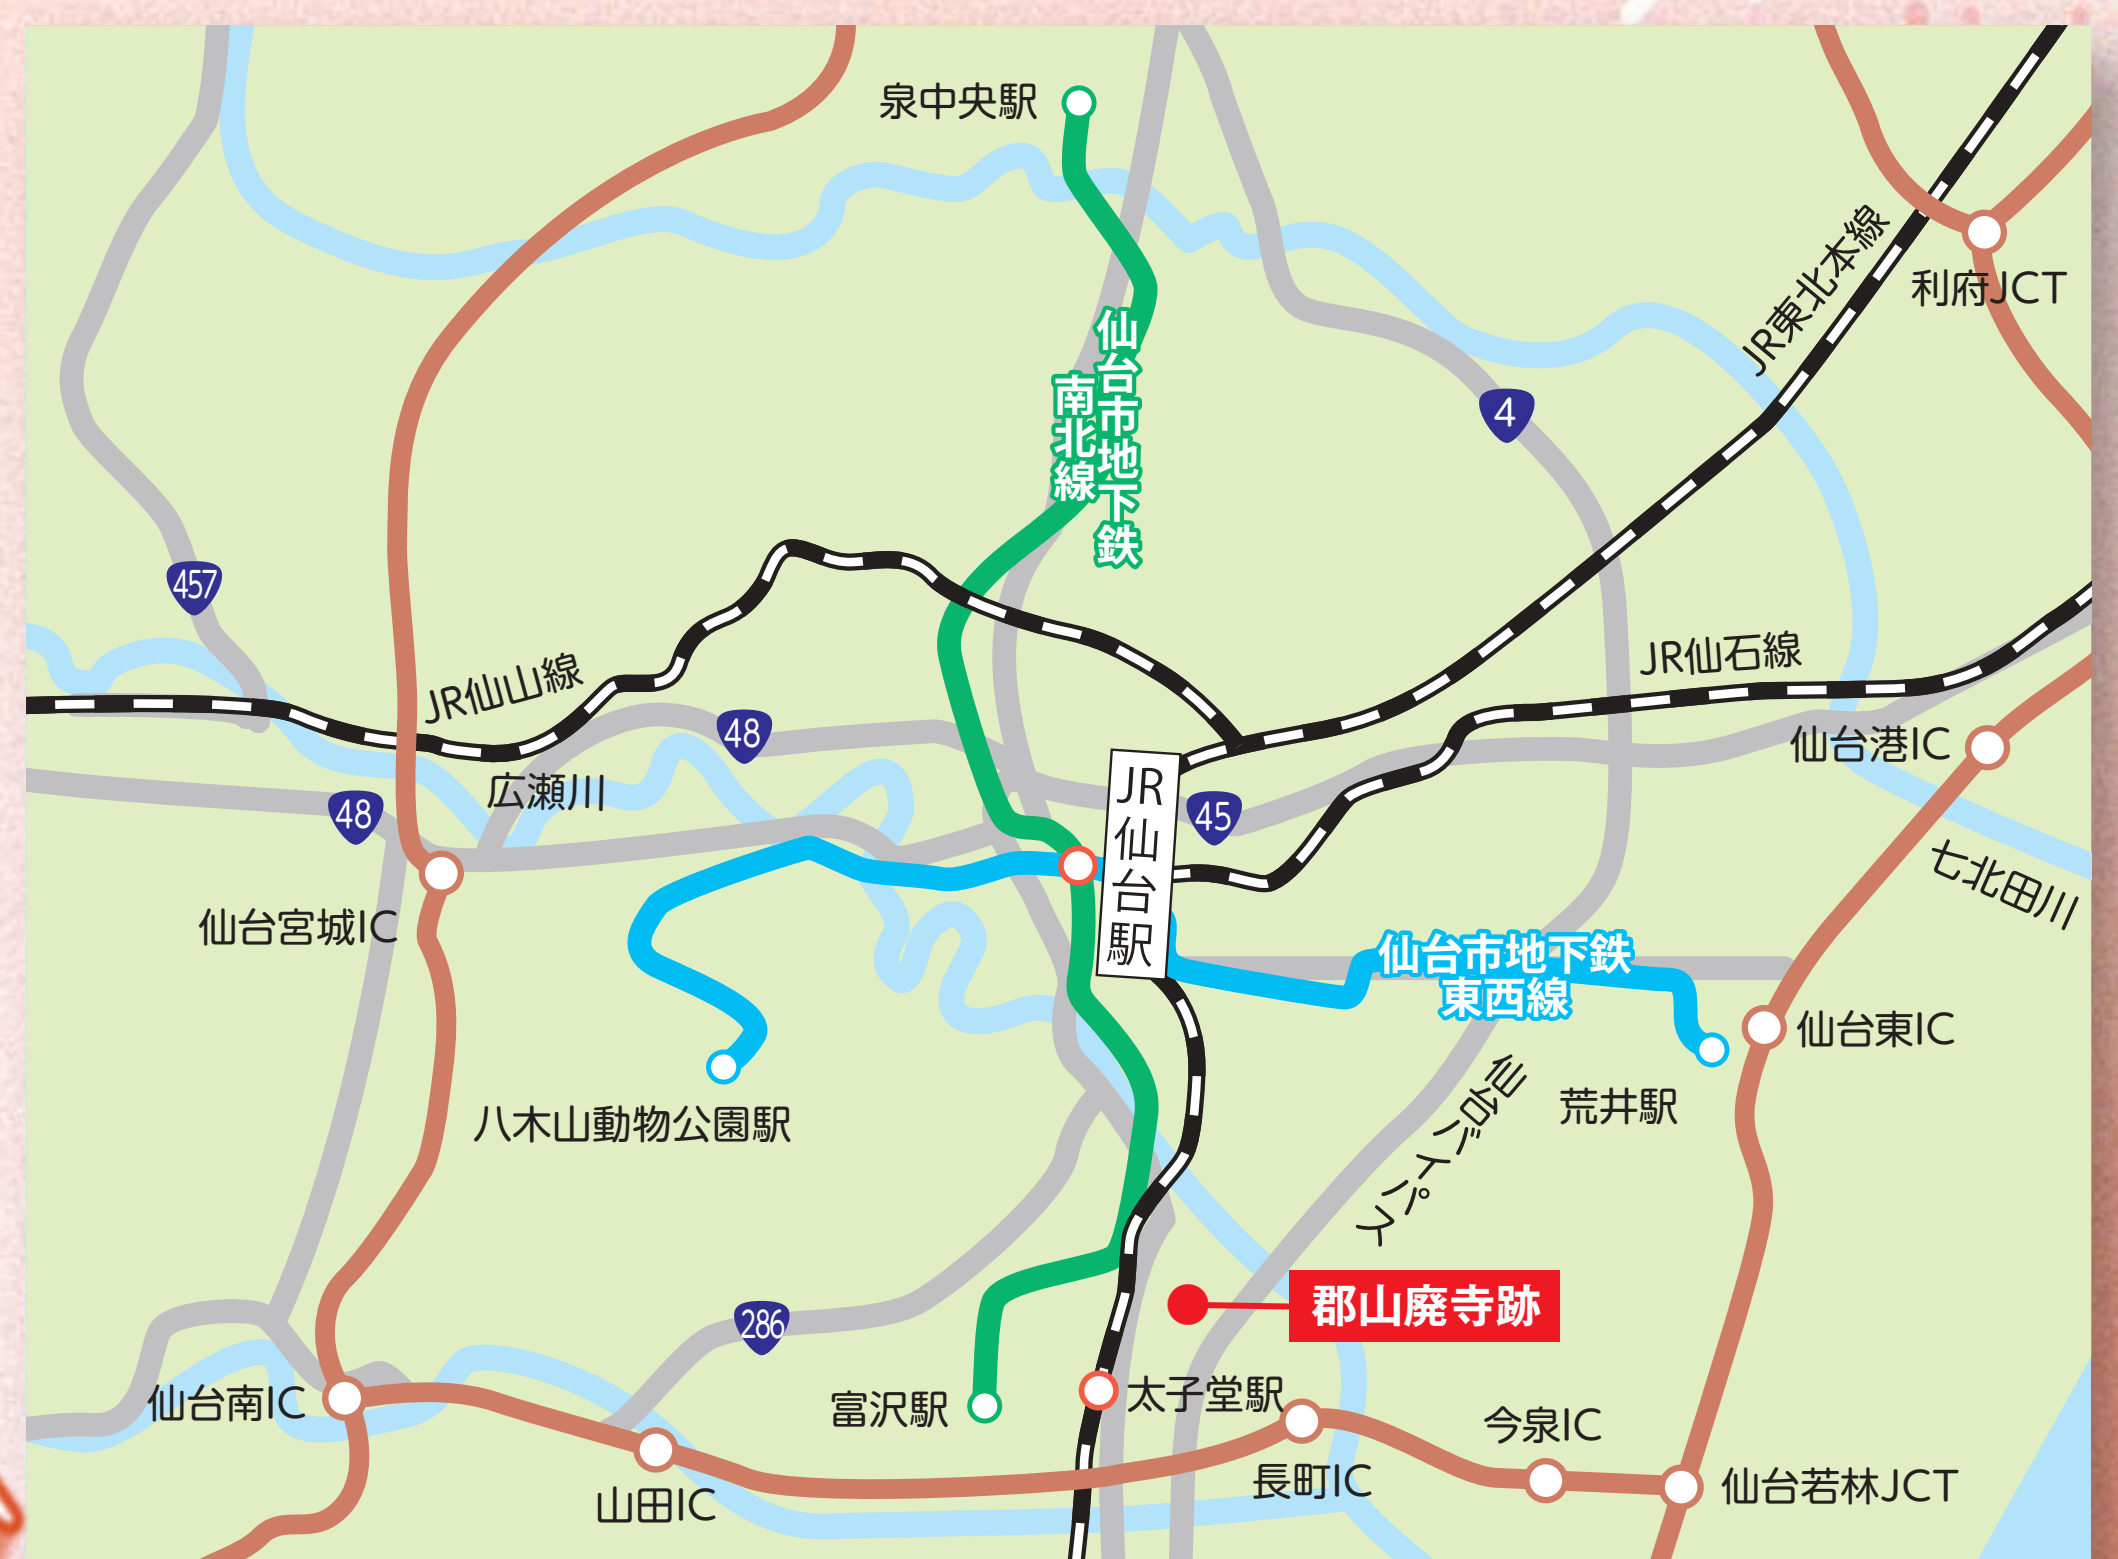 泉中央駅
利府JCT
JR東北本線
仙台市地下鉄
南北線
4
457
JR仙山線
48
JR仙石線
仙台港IC
広瀬川
48
45
JR仙台駅
七北田川
仙台宮城IC
仙台市地下鉄
東西線
仙台東IC
八木山動物公園駅
荒井駅
仙台バイパス
郡山廃寺跡
286
仙台南IC
富沢駅
太子堂駅
今泉IC
長町IC
山田IC
仙台若林JCT